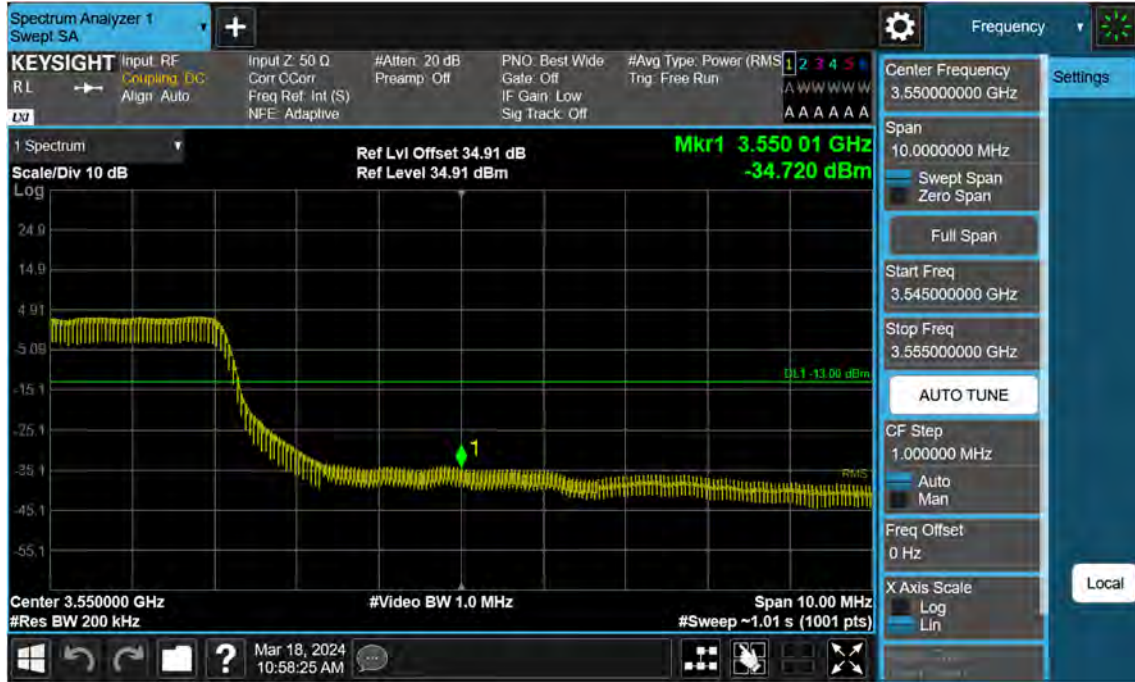 Spectrum Analyzer 1
Swept SA
Frequency
KEYSIGHT
RL
LXI
Input: RF
Coupling: DC
Align: Auto
Input Z: 50 Ω
Corr CCorr
Freq Ref: Int (S)
NFE: Adaptive
#Atten: 20 dB
Preamp: Off
PNO: Best Wide
Gate: Off
IF Gain: Low
Sig Track: Off
#Avg Type: Power (RMS
Trig: Free Run
1 2 3 4 5 6
A W W W W W
A A A A A A
1 Spectrum
Scale/Div 10 dB
Ref Lvl Offset 34.91 dB
Ref Level 34.91 dBm
Mkr1 3.550 01 GHz
-34.720 dBm
Log
24.9
14.9
4.91
-5.09
-15.1
-25.1
-35.1
-45.1
-55.1
DL1 -13.00 dBm
1
RMS
Center 3.550000 GHz
#Res BW 200 kHz
#Video BW 1.0 MHz
Span 10.00 MHz
#Sweep ~1.01 s (1001 pts)
Mar 18, 2024
10:58:25 AM
Center Frequency
3.550000000 GHz
Settings
Span
10.0000000 MHz
Swept Span
Zero Span
Full Span
Start Freq
3.545000000 GHz
Stop Freq
3.555000000 GHz
AUTO TUNE
CF Step
1.000000 MHz
Auto
Man
Freq Offset
0 Hz
X Axis Scale
Log
Lin
Local